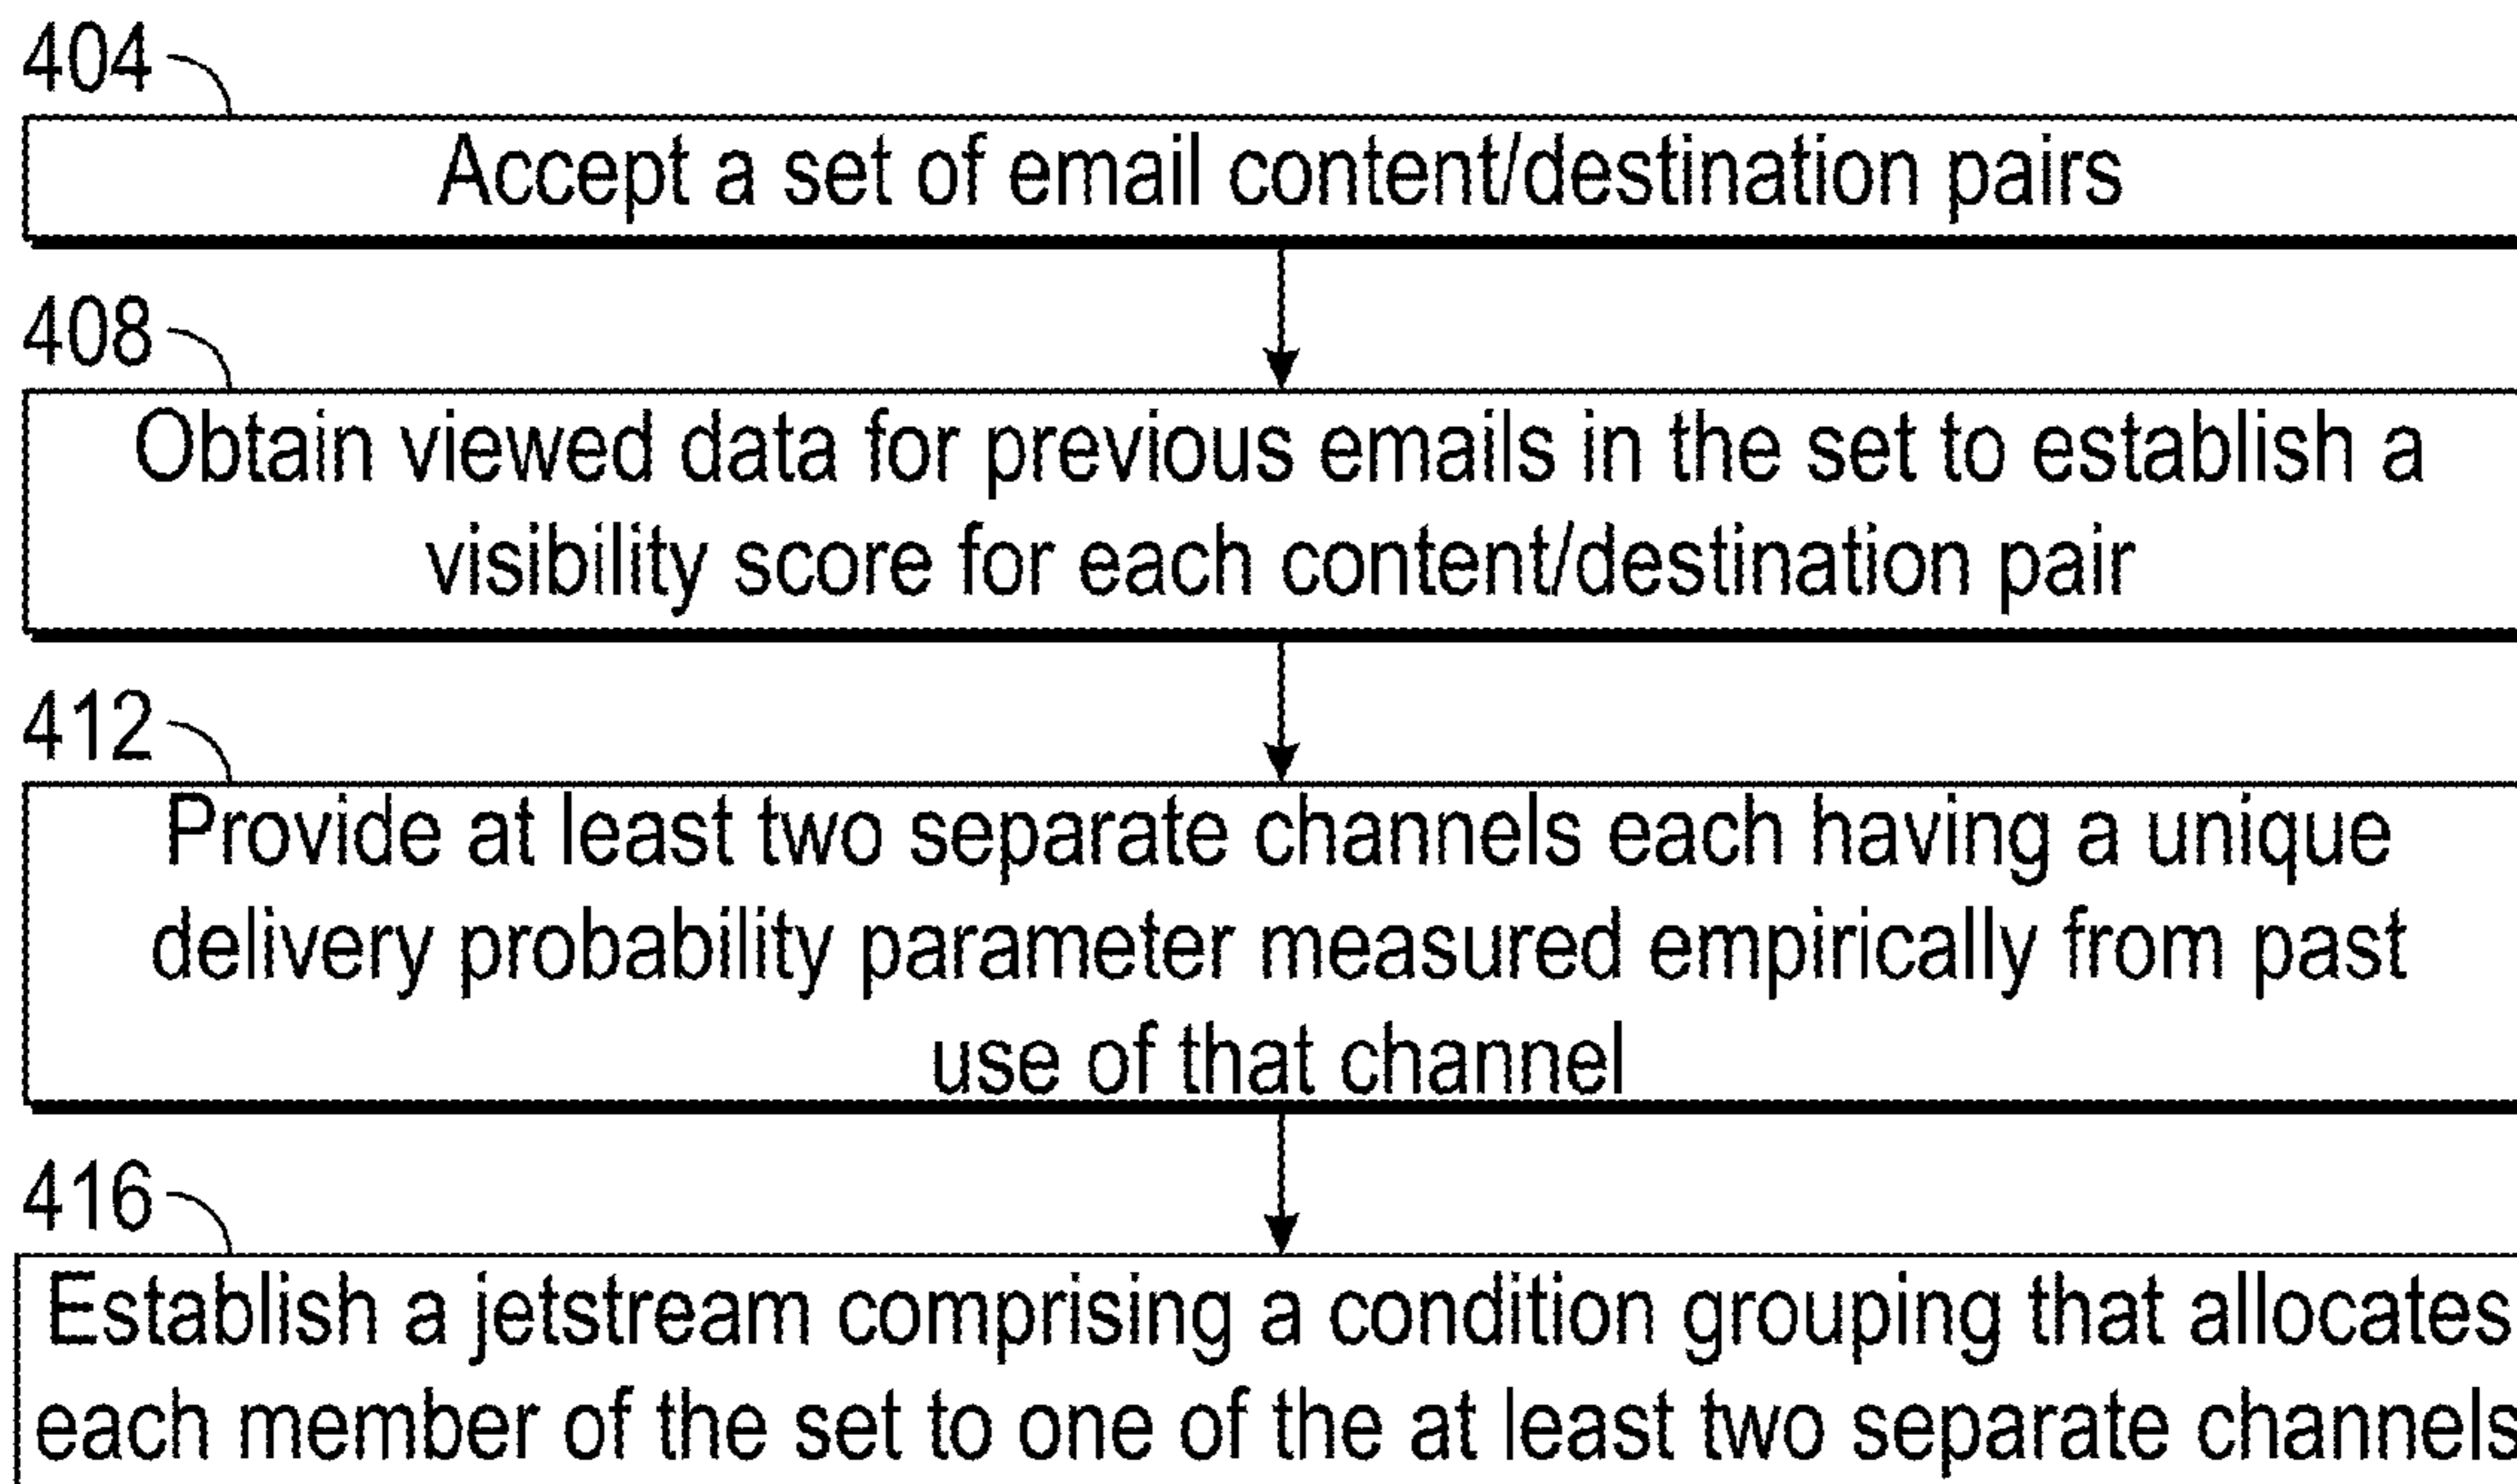 404
Accept a set of email content/destination pairs
408
Obtain viewed data for previous emails in the set to establish a
visibility score for each content/destination pair
412
Provide at least two separate channels each having a unique
delivery probability parameter measured empirically from past
use of that channel
416
Establish a jetstream comprising a condition grouping that allocates
each member of the set to one of the at least two separate channels